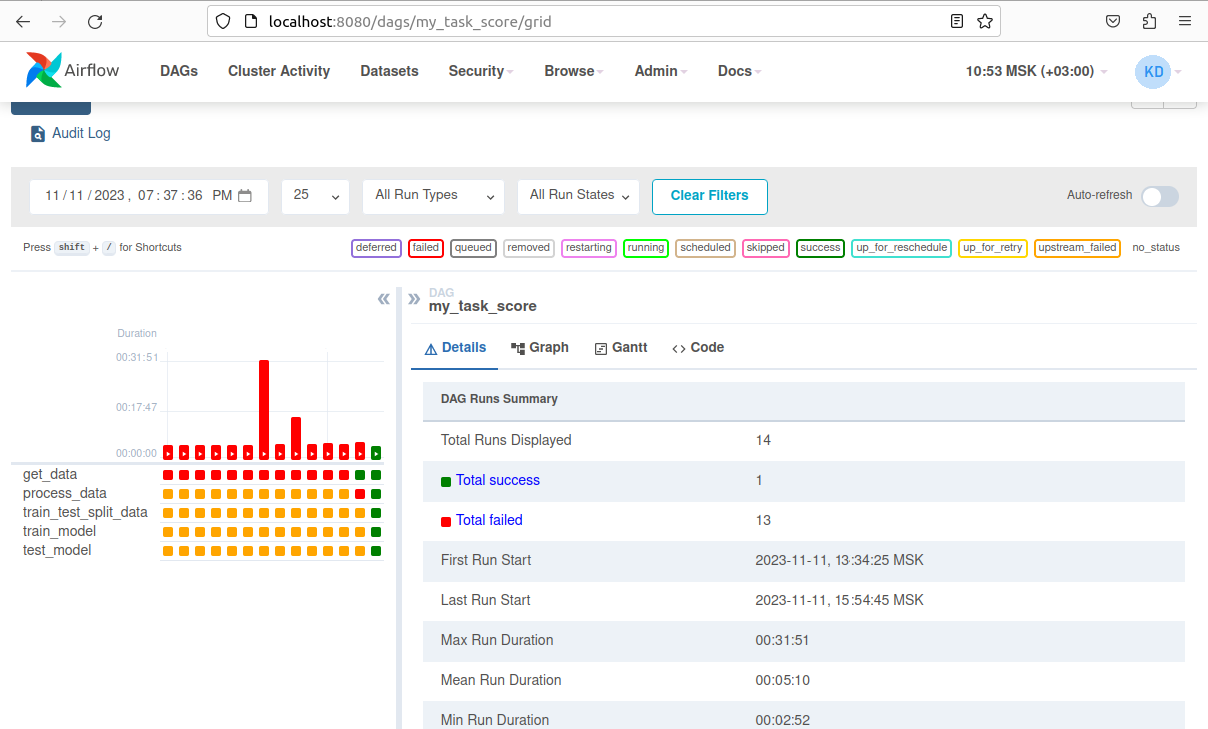 localhost:8080/dags/my_task_score/grid
Airflow DAGs Cluster Activity Datasets Security Browse Admin Docs 10:53 MSK (+03:00) KD
Audit Log
11/11/2023, 07:37:36 PM 25 All Run Types All Run States Clear Filters Auto-refresh
Press shift + / for Shortcuts deferred failed queued removed restarting running scheduled skipped success up_for_reschedule up_for_retry upstream_failed no_status
DAG
my_task_score
Duration
00:31:51
00:17:47
00:00:00
get_data
process_data
train_test_split_data
train_model
test_model
Details Graph Gantt Code
DAG Runs Summary
Total Runs Displayed 14
Total success 1
Total failed 13
First Run Start 2023-11-11, 13:34:25 MSK
Last Run Start 2023-11-11, 15:54:45 MSK
Max Run Duration 00:31:51
Mean Run Duration 00:05:10
Min Run Duration 00:02:52